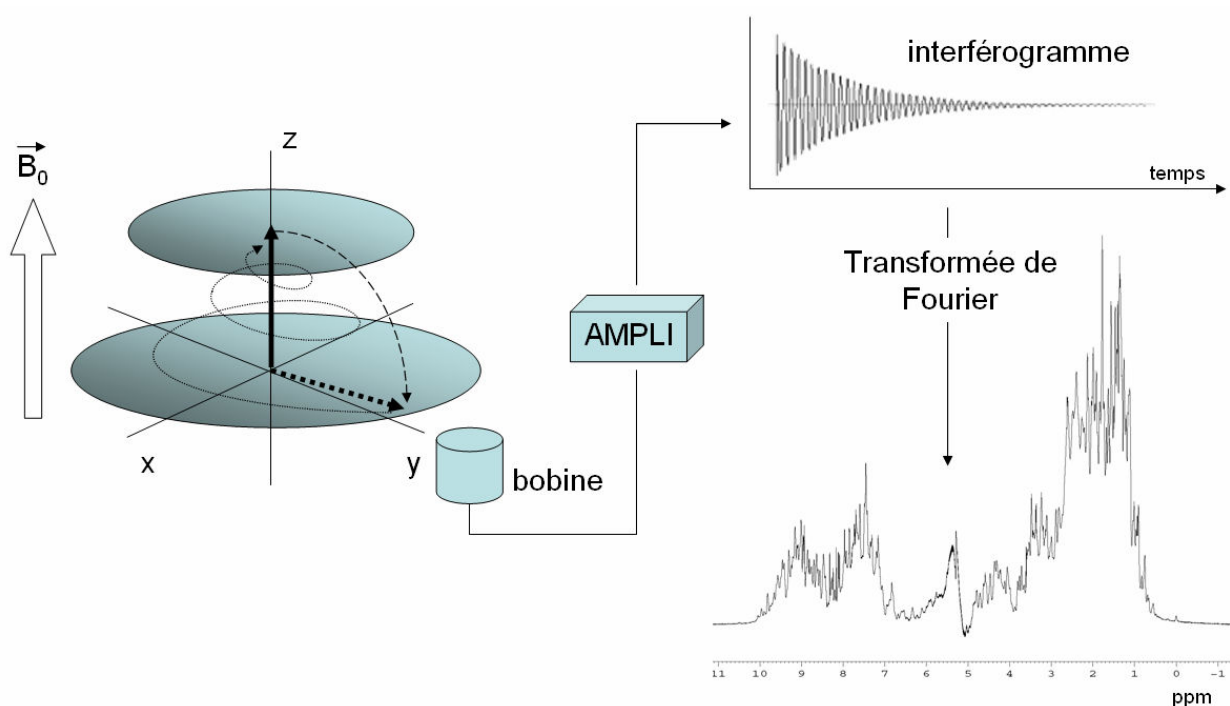 B₀
z
x
y
bobine
AMPLI
interférogramme
temps
Transformée de
Fourier
11 10 9 8 7 6 5 4 3 2 1 0 -1
ppm